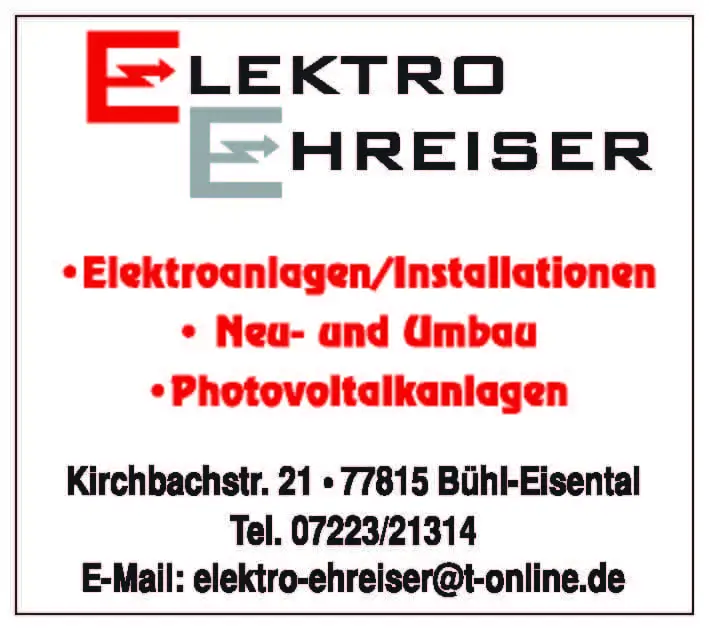 ELEKTRO
EHREISER
•Elektroanlagen/Installationen
• Neu- und Umbau
•Photovoltaikanlagen
Kirchbachstr. 21 • 77815 Bühl-Eisental
Tel. 07223/21314
E-Mail: elektro-ehreiser@t-online.de